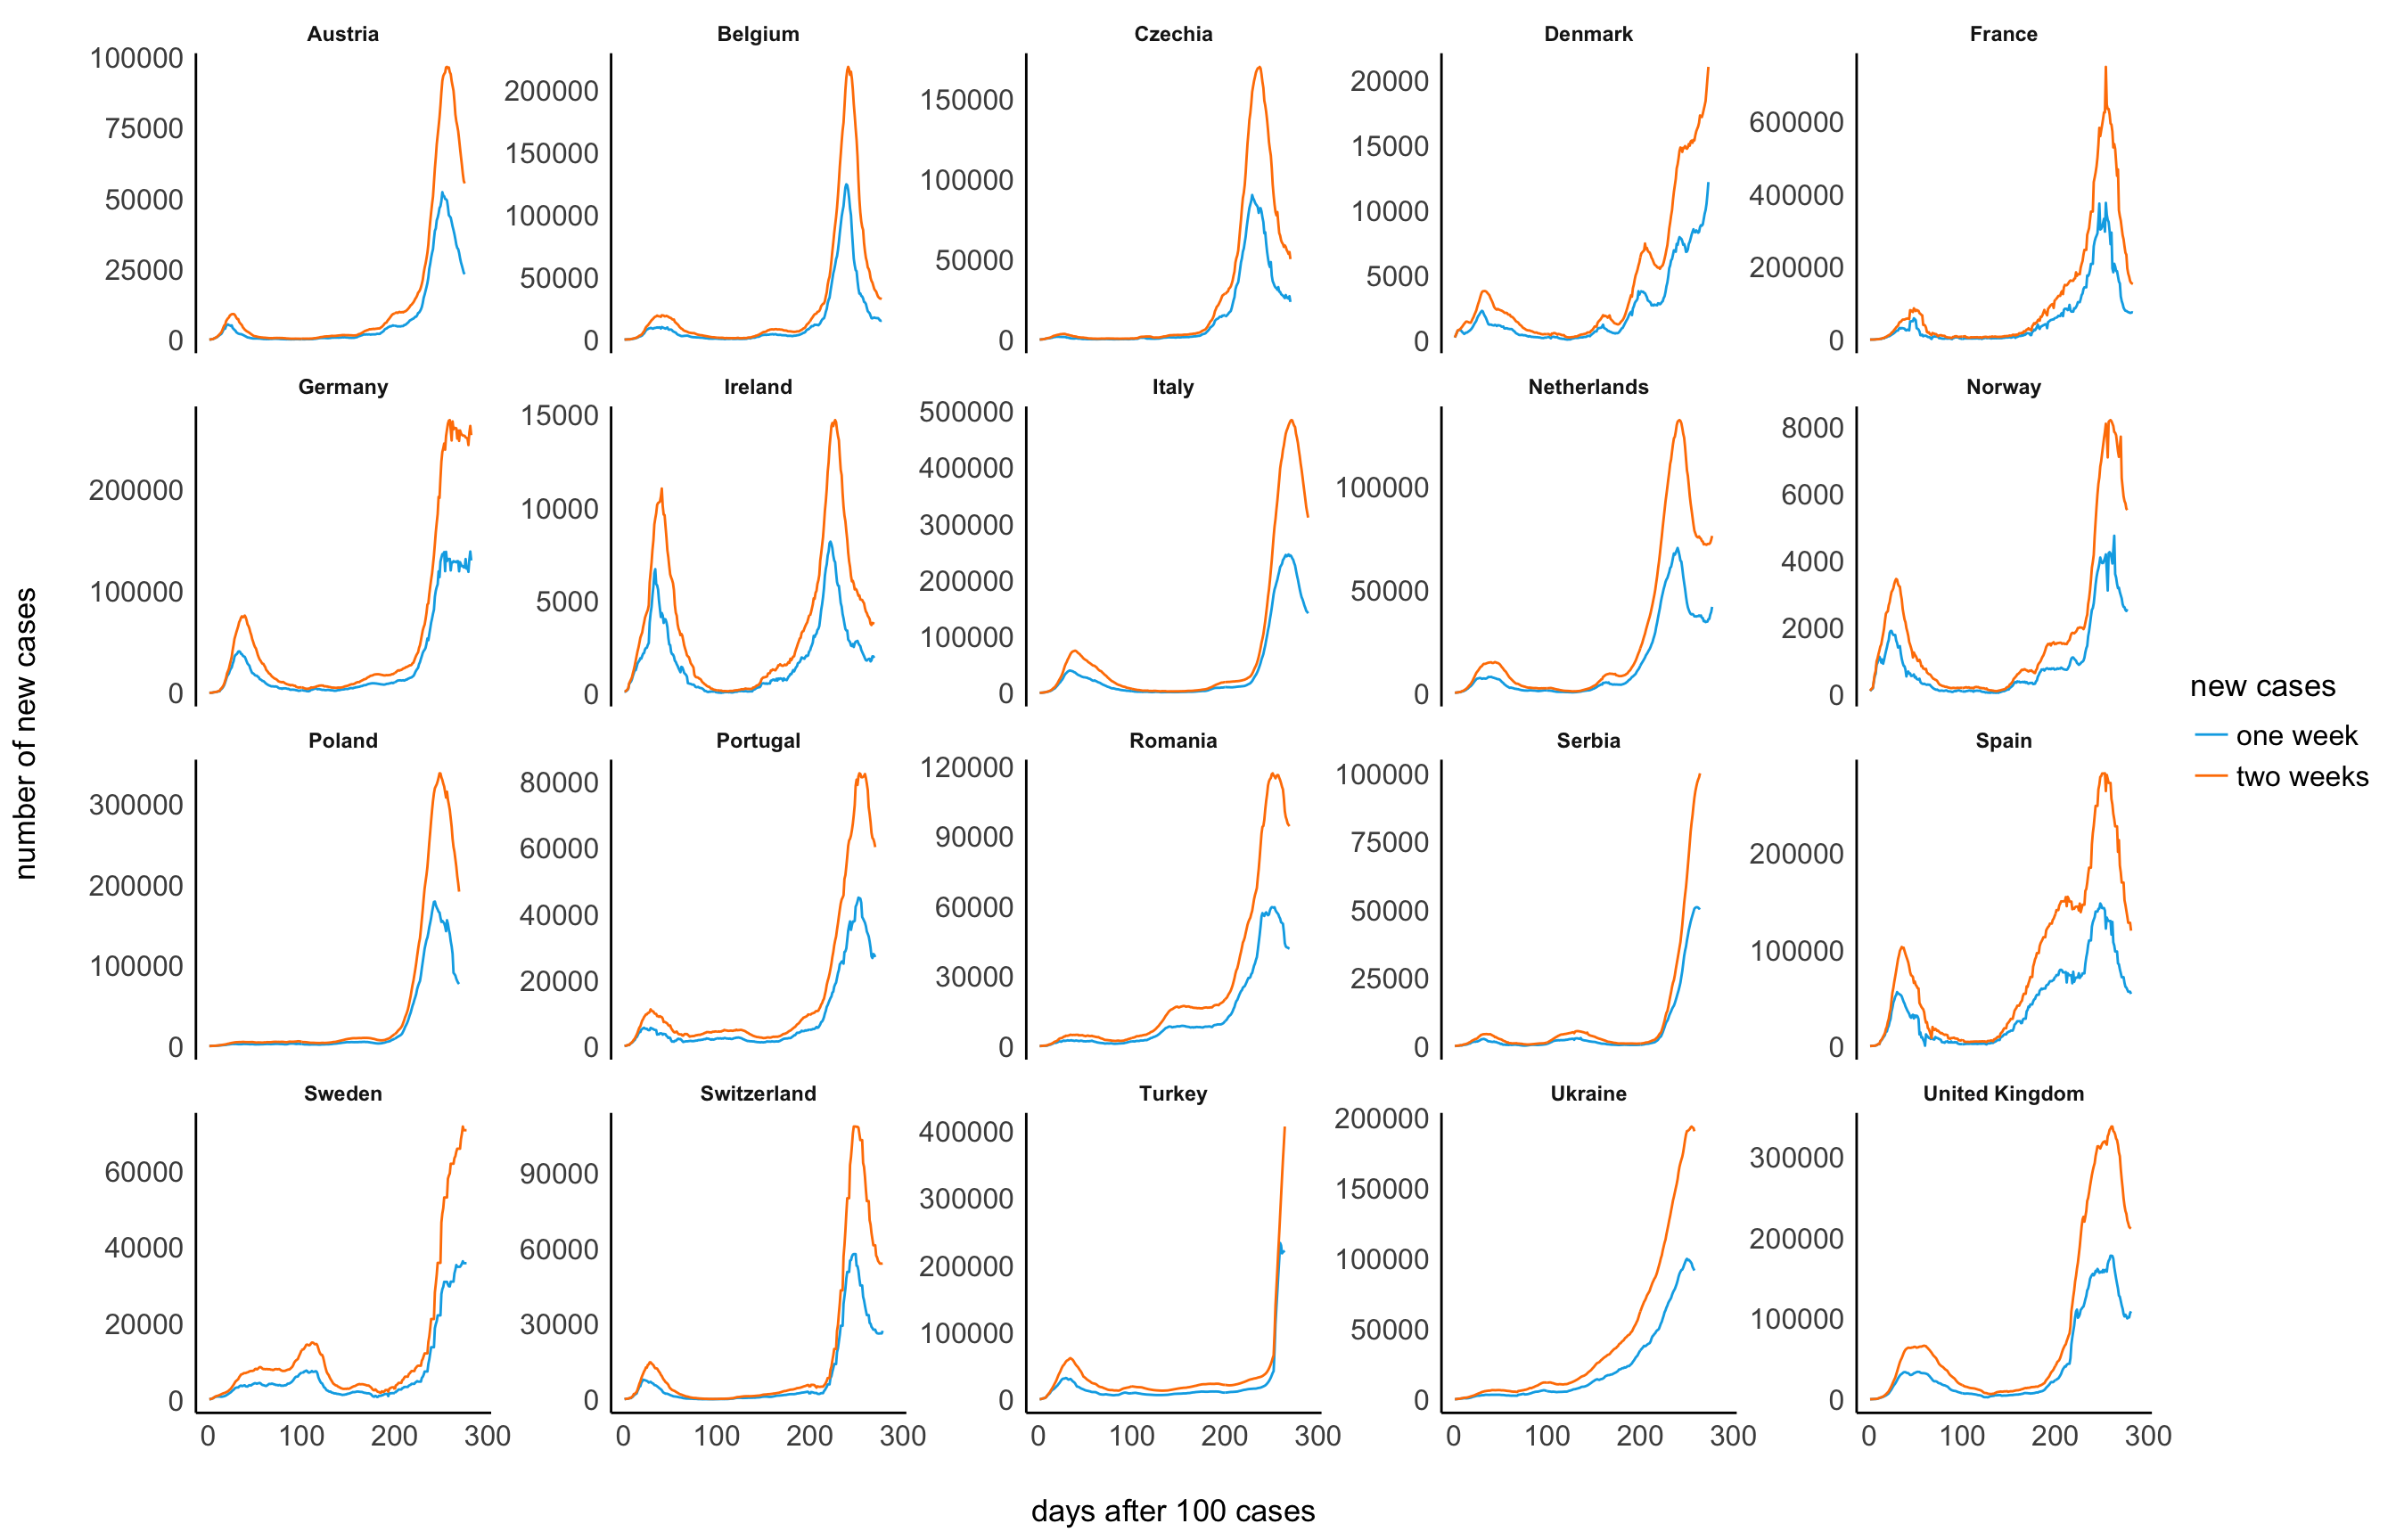 Austria Belgium Czechia Denmark France
100000 75000 50000 25000 0
200000 150000 100000 50000 0
150000 100000 50000 0
20000 15000 10000 5000 0
600000 400000 200000 0
Germany Ireland Italy Netherlands Norway
200000 100000 0
15000 10000 5000 0
500000 400000 300000 200000 100000 0
100000 50000 0
8000 6000 4000 2000 0
Poland Portugal Romania Serbia Spain
300000 200000 100000 0
80000 60000 40000 20000 0
120000 90000 60000 30000 0
100000 75000 50000 25000 0
200000 100000 0
Sweden Switzerland Turkey Ukraine United Kingdom
60000 40000 20000 0
90000 60000 30000 0
400000 300000 200000 100000 0
200000 150000 100000 50000 0
300000 200000 100000 0
0 100 200 300 0 100 200 300 0 100 200 300 0 100 200 300 0 100 200 300
days after 100 cases
number of new cases
new cases
one week
two weeks